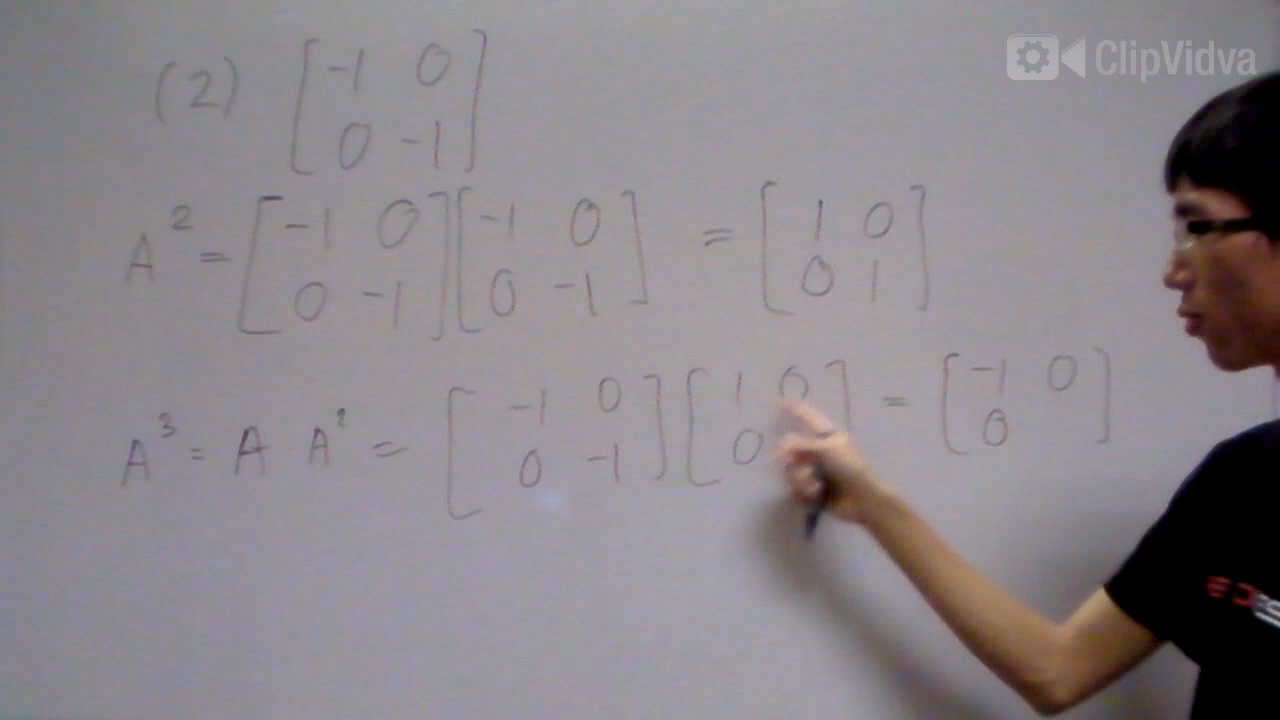 ClipVidva
(2) [-1 0
0 -1]
A² = [-1 0
0 -1] [-1 0
0 -1] = [1 0
0 1]
A³ = A A² = [-1 0
0 -1] [1 0
0 ] = [-1 0
0 ]